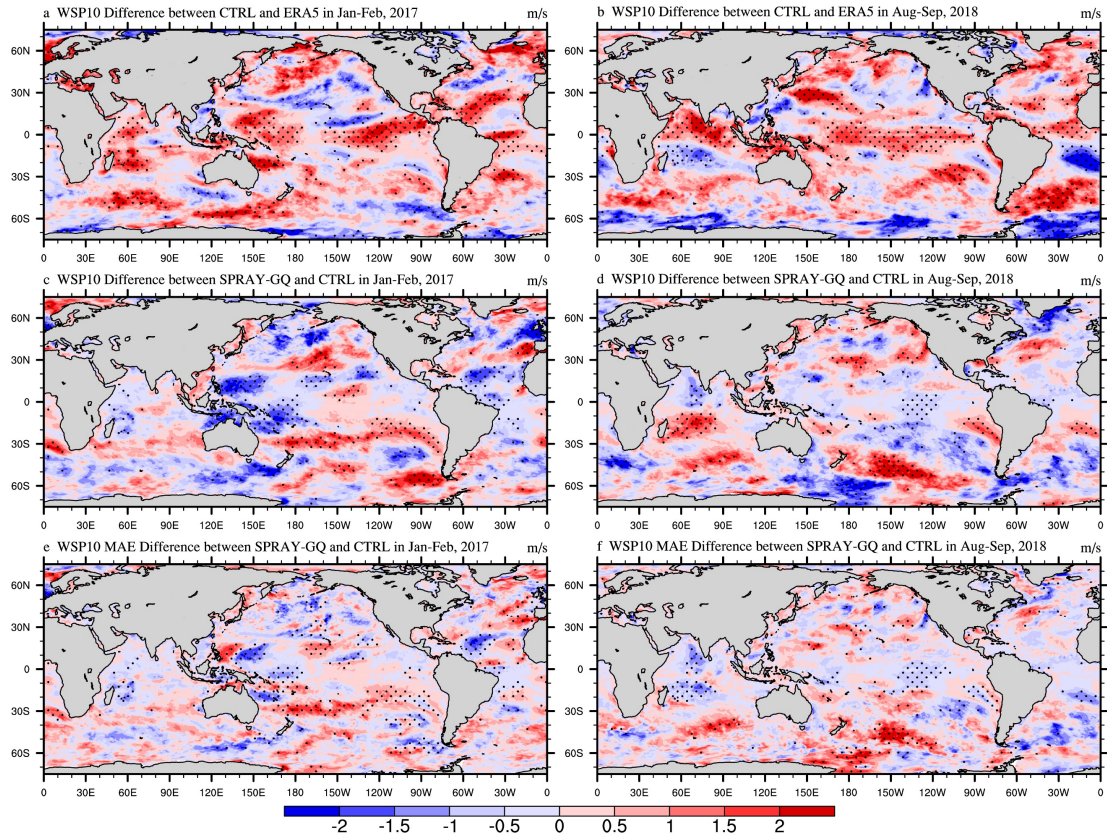 a WSP10 Difference between CTRL and ERA5 in Jan-Feb, 2017 m/s
60N
30N
0
30S
60S
0 30E 60E 90E 120E 150E 180 150W 120W 90W 60W 30W 0
b WSP10 Difference between CTRL and ERA5 in Aug-Sep, 2018 m/s
60N
30N
0
30S
60S
0 30E 60E 90E 120E 150E 180 150W 120W 90W 60W 30W 0
c WSP10 Difference between SPRAY-GQ and CTRL in Jan-Feb, 2017 m/s
60N
30N
0
30S
60S
0 30E 60E 90E 120E 150E 180 150W 120W 90W 60W 30W 0
d WSP10 Difference between SPRAY-GQ and CTRL in Aug-Sep, 2018 m/s
60N
30N
0
30S
60S
0 30E 60E 90E 120E 150E 180 150W 120W 90W 60W 30W 0
e WSP10 MAE Difference between SPRAY-GQ and CTRL in Jan-Feb, 2017 m/s
60N
30N
0
30S
60S
0 30E 60E 90E 120E 150E 180 150W 120W 90W 60W 30W 0
f WSP10 MAE Difference between SPRAY-GQ and CTRL in Aug-Sep, 2018 m/s
60N
30N
0
30S
60S
0 30E 60E 90E 120E 150E 180 150W 120W 90W 60W 30W 0
-2 -1.5 -1 -0.5 0 0.5 1 1.5 2